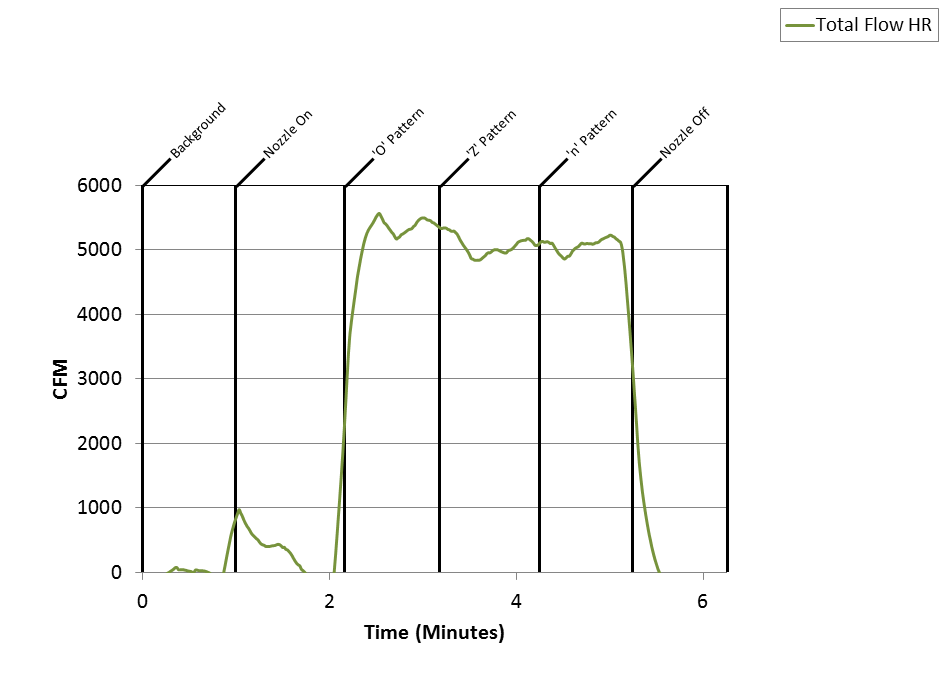 Total Flow HR
Background
Nozzle On
'O' Pattern
'Z' Pattern
'n' Pattern
Nozzle Off
6000
5000
4000
3000
2000
1000
0
CFM
0 2 4 6
Time (Minutes)